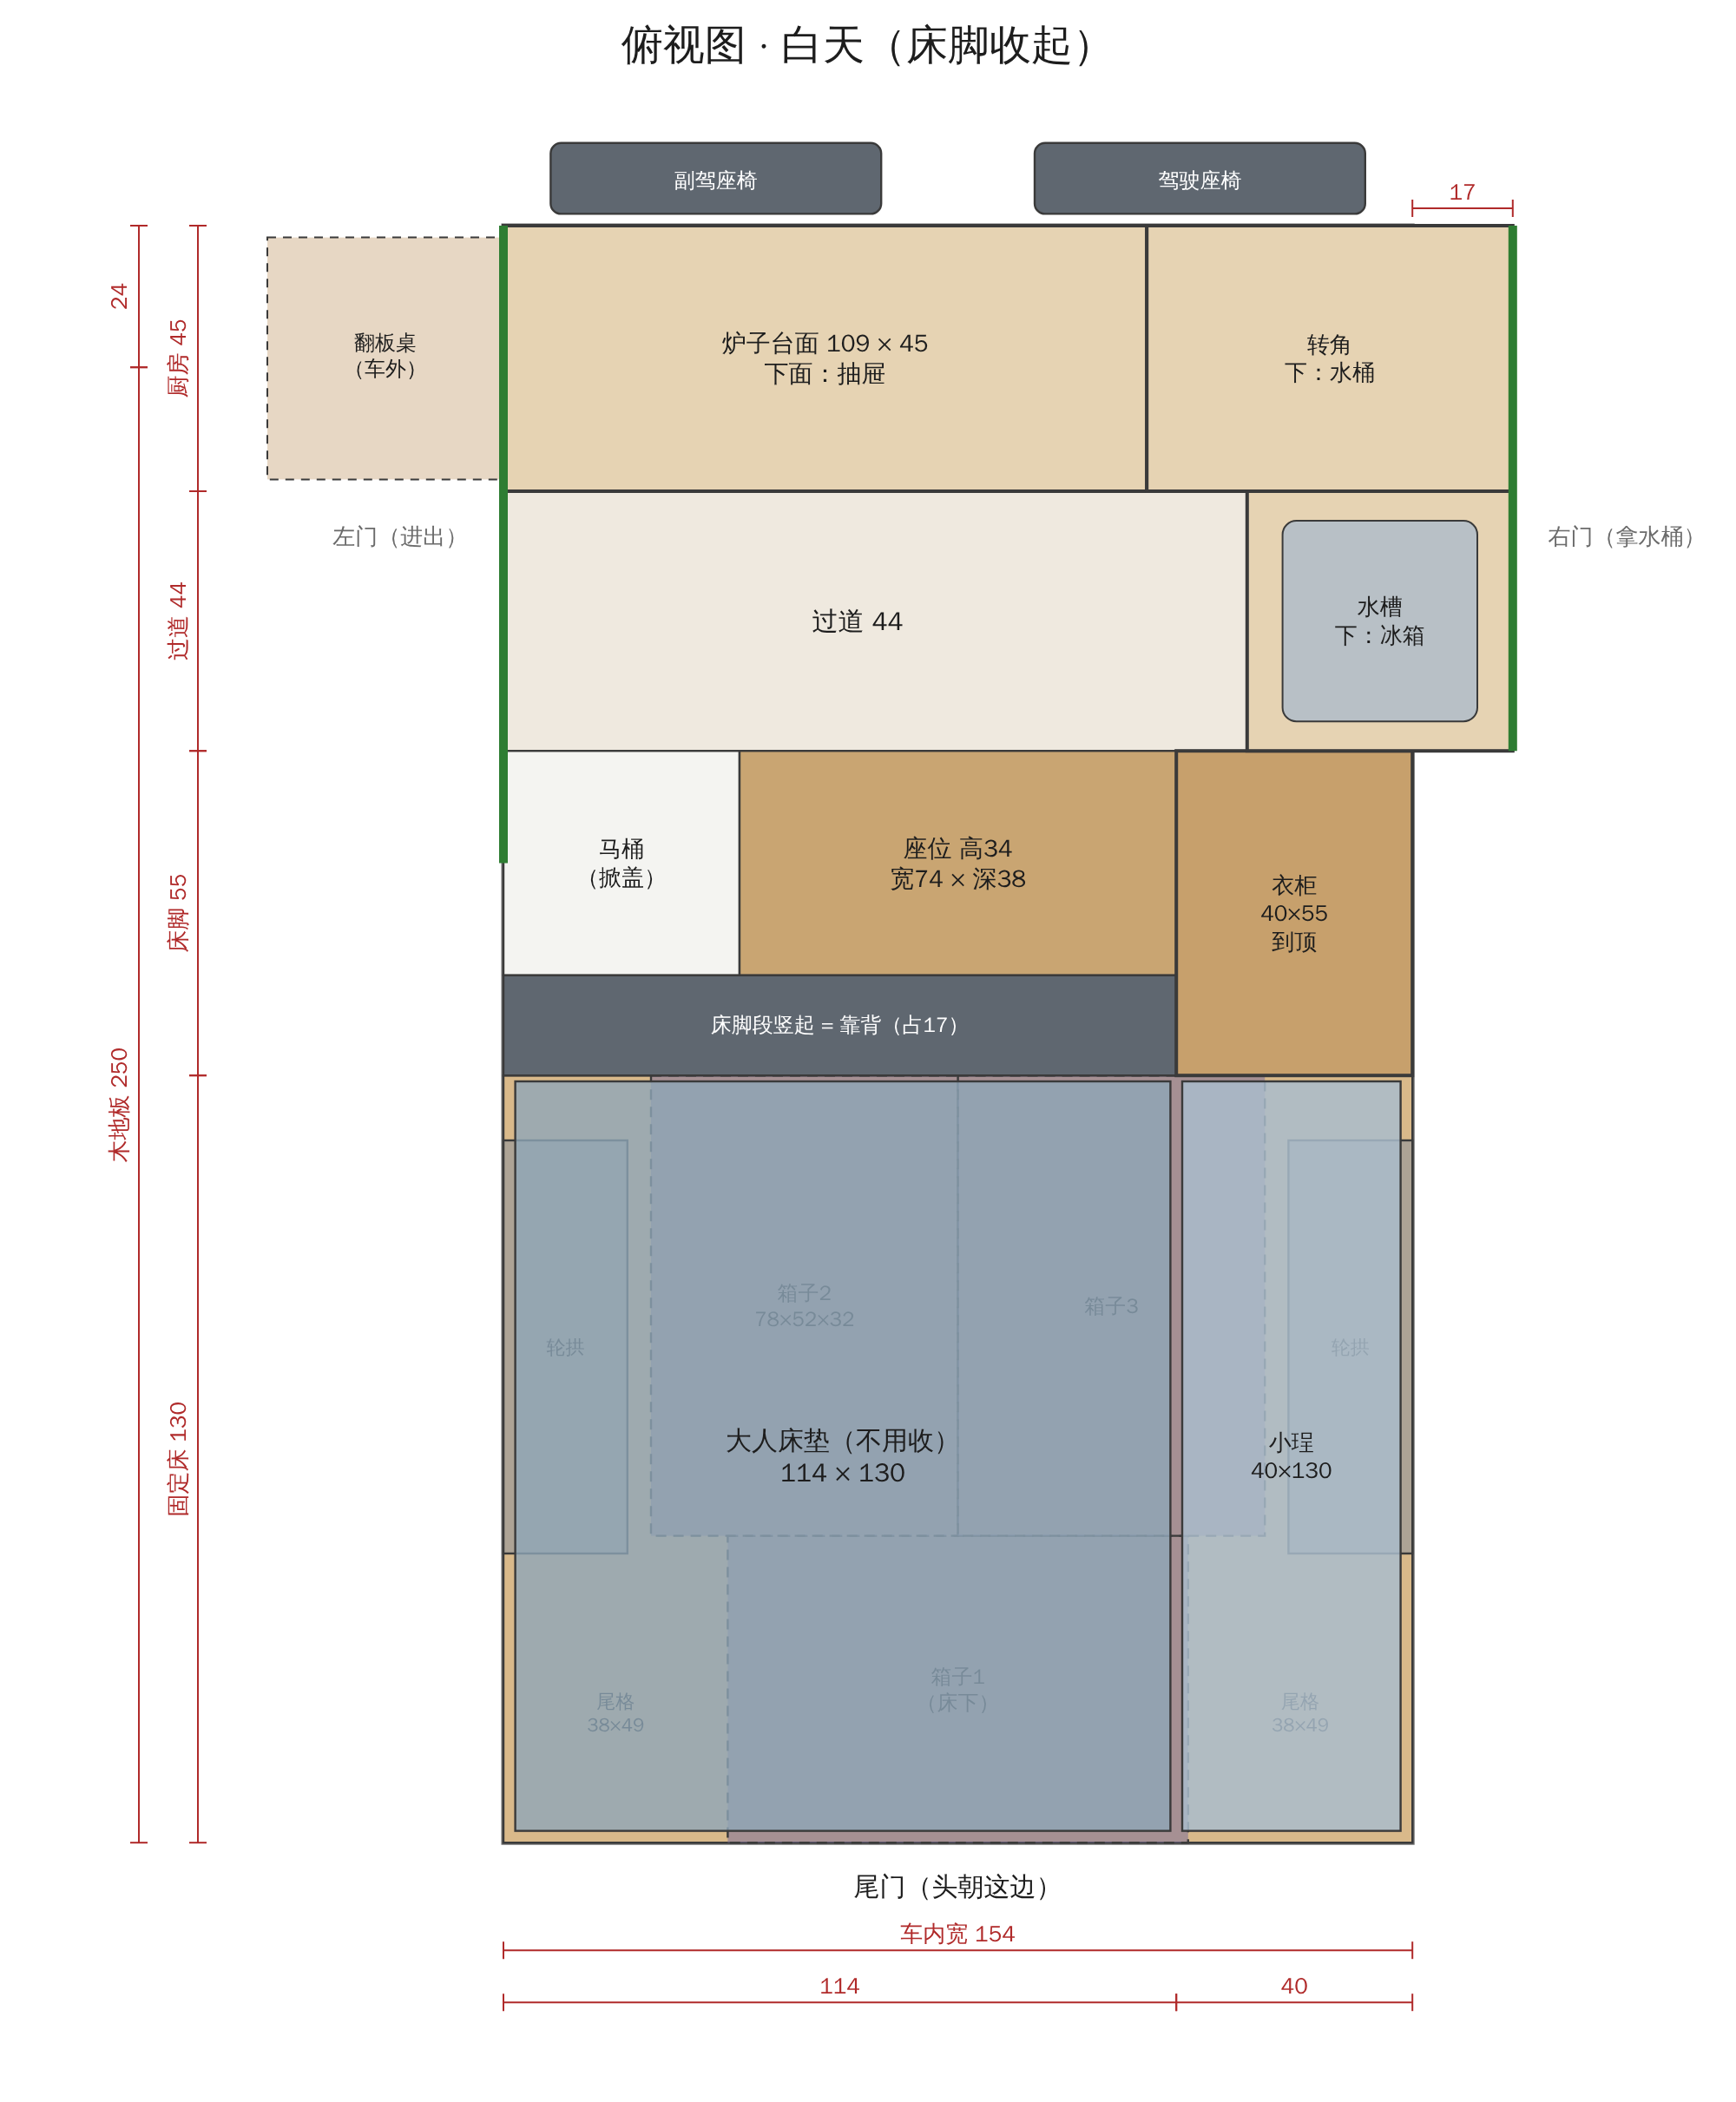 俯视图 · 白天（床脚收起）
副驾座椅
驾驶座椅
17
24
厨房 45
翻板桌
（车外）
炉子台面 109 × 45
下面：抽屉
转角
下：水桶
左门（进出）
右门（拿水桶）
过道 44
过道 44
水槽
下：冰箱
床脚 55
马桶
（掀盖）
座位 高34
宽74 × 深38
衣柜
40×55
到顶
床脚段竖起 = 靠背（占17）
木地板 250
固定床 130
箱子2
78×52×32
箱子3
轮拱
轮拱
大人床垫（不用收）
114 × 130
小珵
40×130
箱子1
（床下）
尾格
38×49
尾格
38×49
尾门（头朝这边）
车内宽 154
114
40